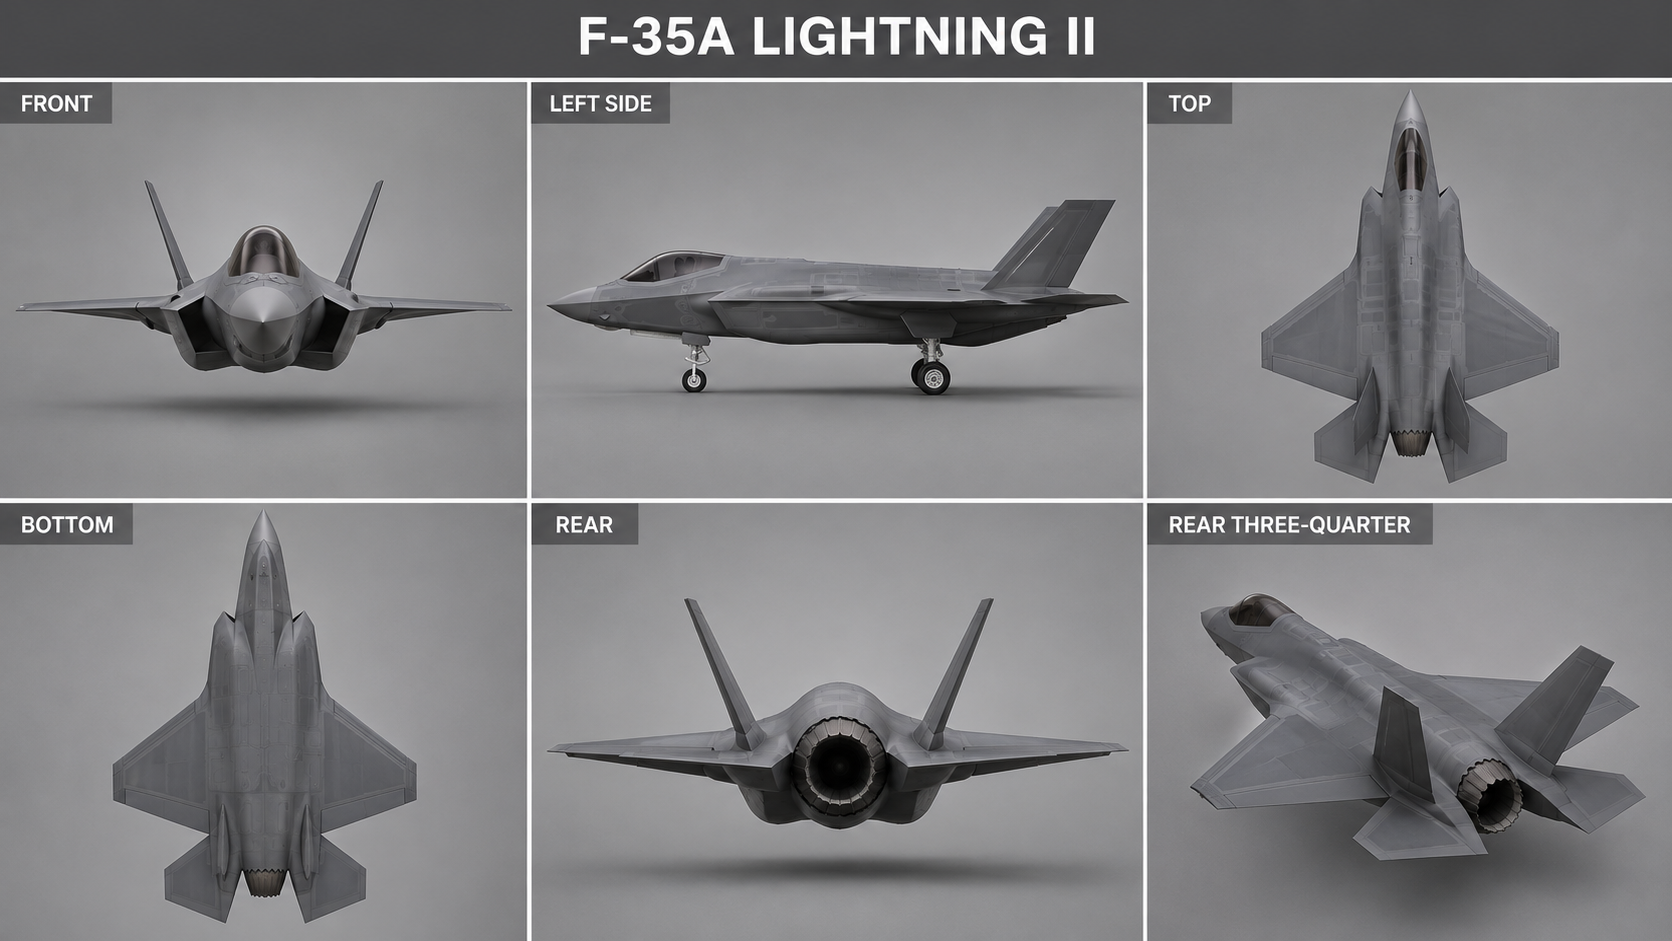 F-35A LIGHTNING II
FRONT
LEFT SIDE
TOP
BOTTOM
REAR
REAR THREE-QUARTER